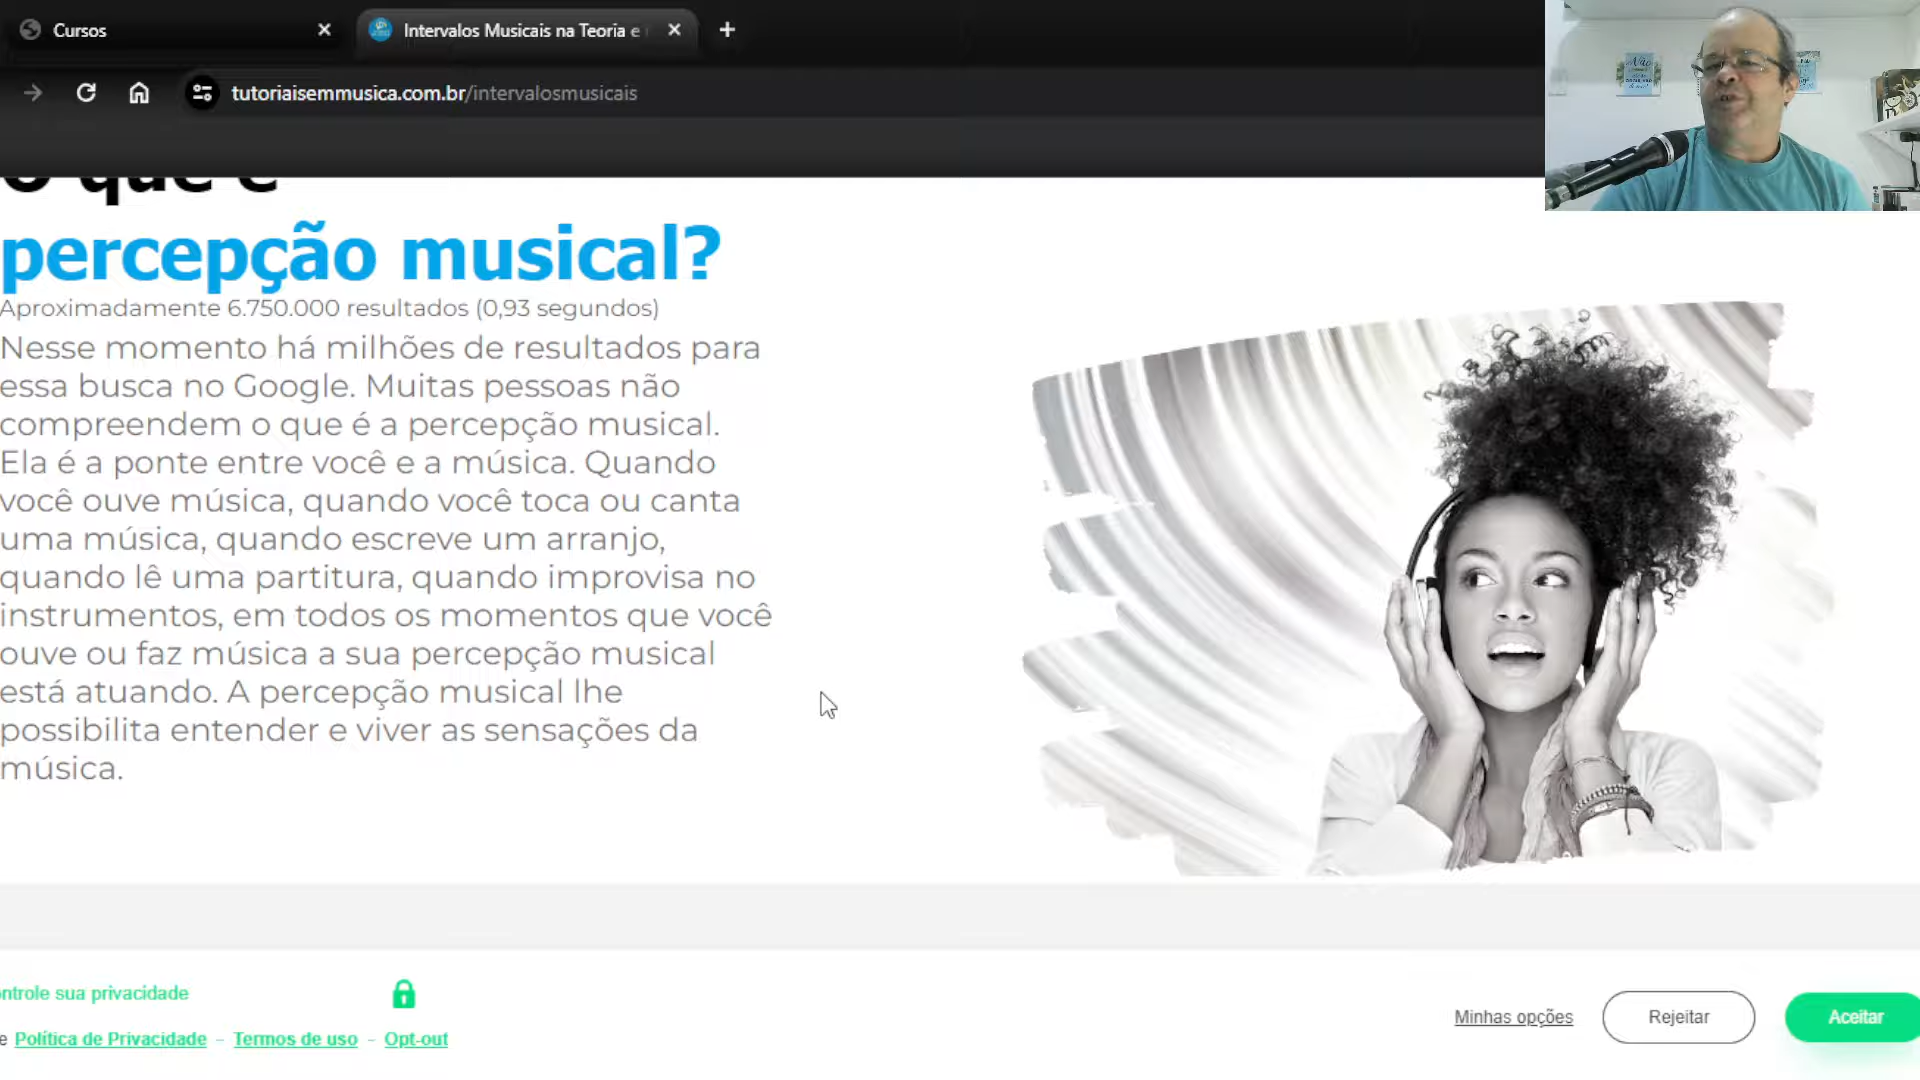 Cursos
Intervalos Musicais na Teoria e
tutoriaisemmusica.com.br/intervalosmusicais
O que é
percepção musical?
Aproximadamente 6.750.000 resultados (0,93 segundos)
Nesse momento há milhões de resultados para
essa busca no Google. Muitas pessoas não
compreendem o que é a percepção musical.
Ela é a ponte entre você e a música. Quando
você ouve música, quando você toca ou canta
uma música, quando escreve um arranjo,
quando lê uma partitura, quando improvisa no
instrumentos, em todos os momentos que você
ouve ou faz música a sua percepção musical
está atuando. A percepção musical lhe
possibilita entender e viver as sensações da
música.
ntrole sua privacidade
e Política de Privacidade - Termos de uso - Opt-out
Minhas opções
Rejeitar
Aceitar